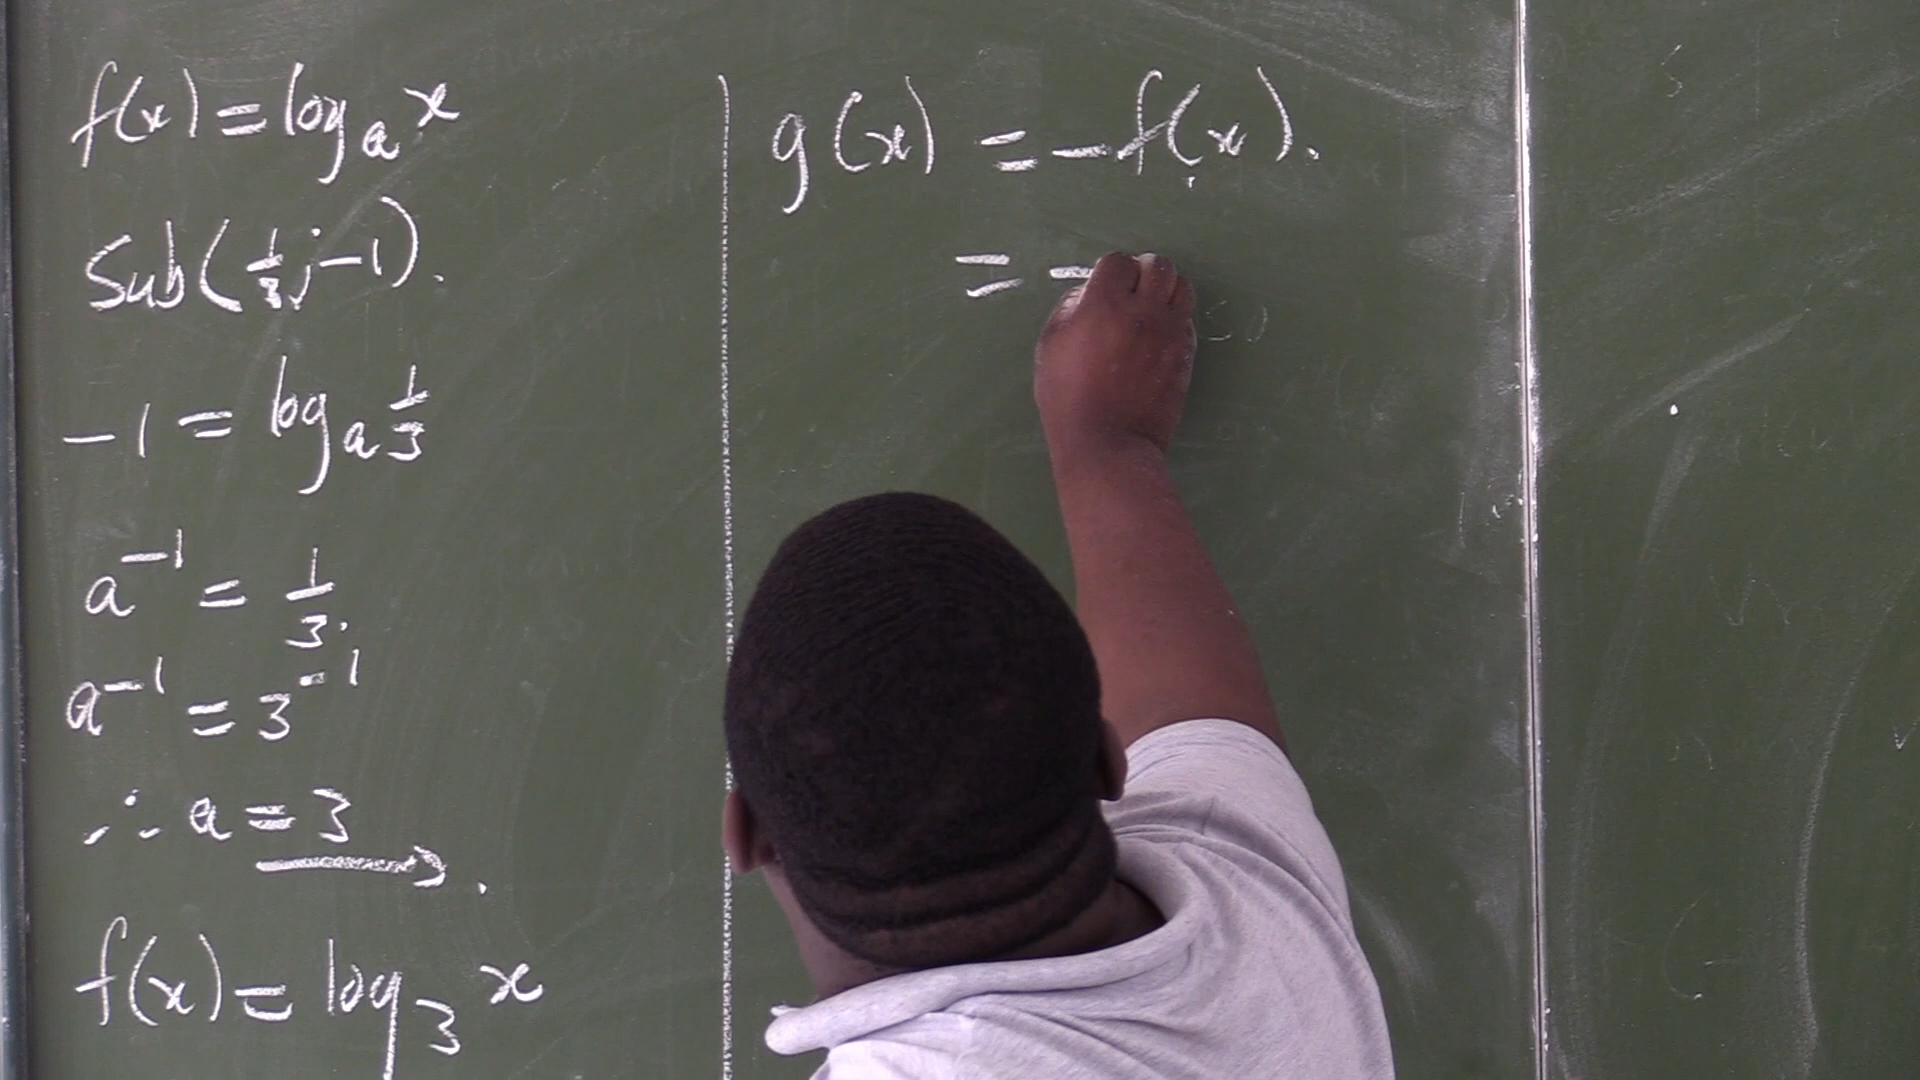 f(x) = log_a x
Sub(1/3; -1).
-1 = log_a 1/3
a^-1 = 1/3.
a^-1 = 3^-1
∴ a = 3
f(x) = log_3 x
g(x) = -f(x).
= -